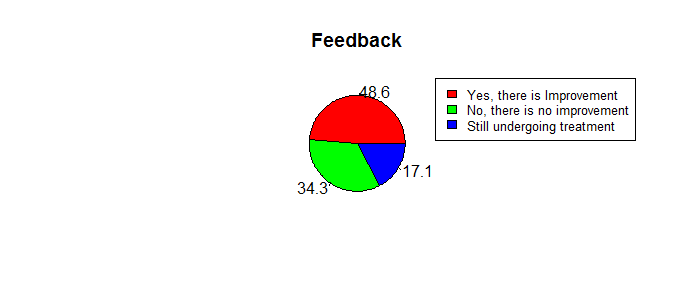 Feedback
48.6
Yes, there is Improvement
No, there is no improvement
Still undergoing treatment
17.1
34.3